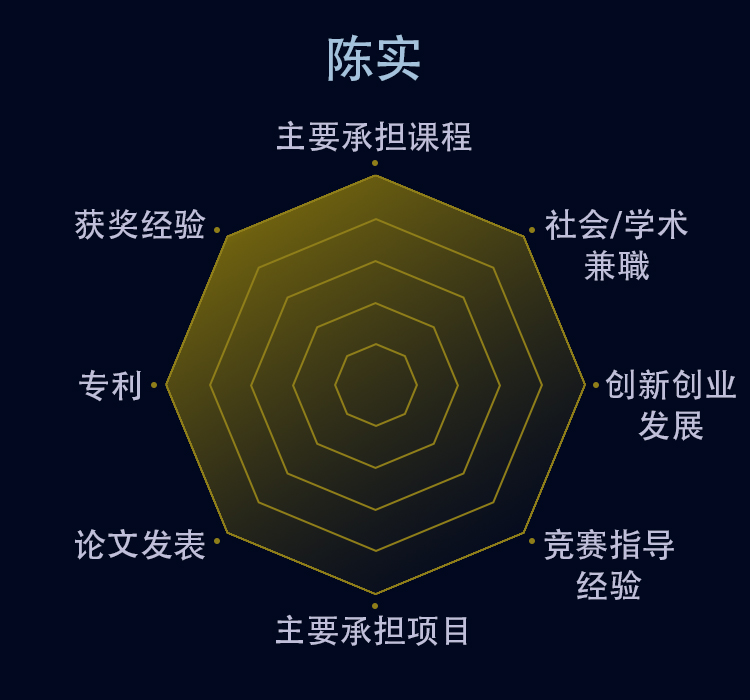 陈实
主要承担课程
获奖经验
社会/学术
兼職
专利
创新创业
发展
论文发表
竞赛指导
经验
主要承担项目